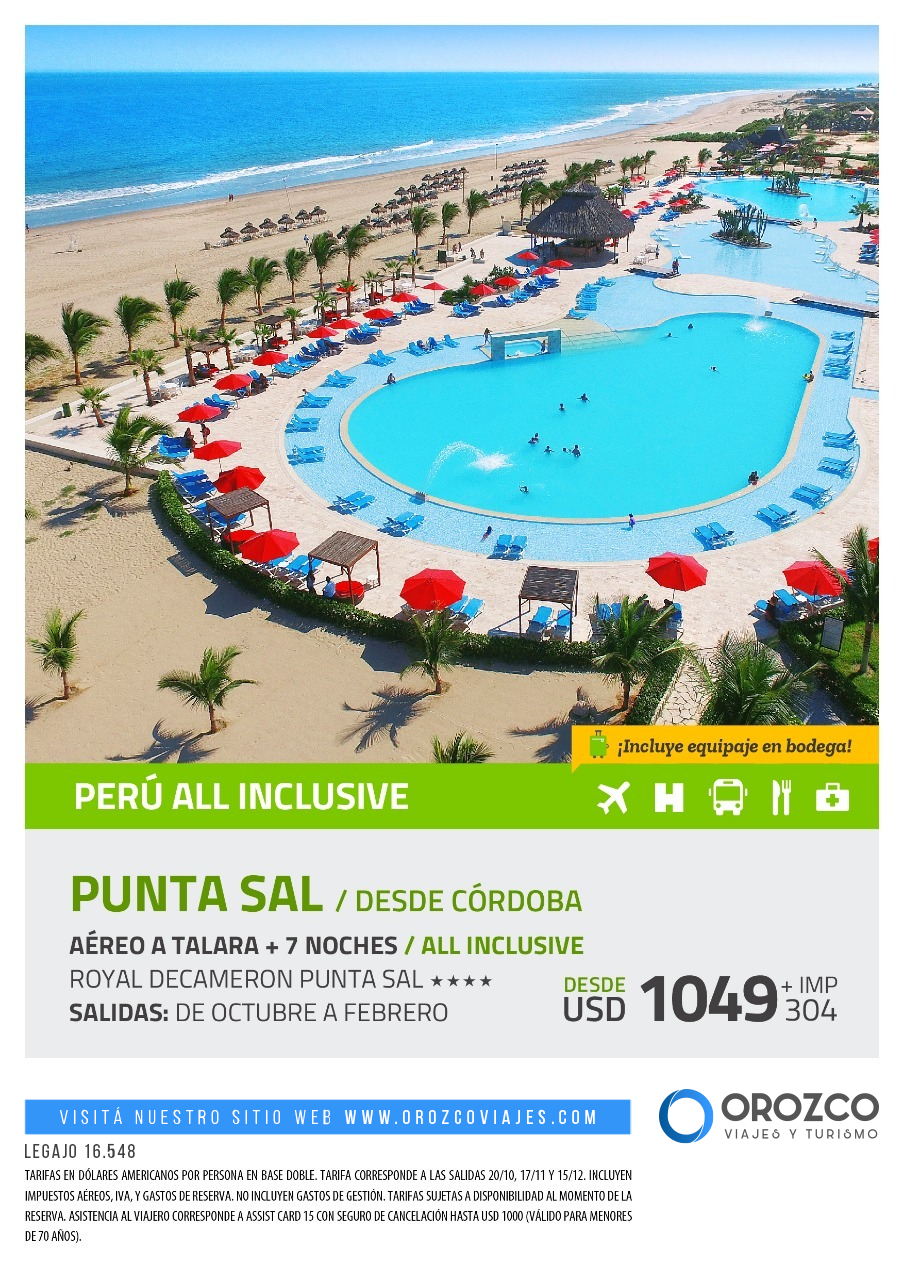 ¡Incluye equipaje en bodega!
PERÚ ALL INCLUSIVE
PUNTA SAL / DESDE CÓRDOBA
AÉREO A TALARA + 7 NOCHES / ALL INCLUSIVE
ROYAL DECAMERON PUNTA SAL ★★★★
SALIDAS: DE OCTUBRE A FEBRERO
DESDE
USD 1049 + IMP
304
VISITÁ NUESTRO SITIO WEB WWW.OROZCOVIAJES.COM
OROZCO
VIAJES Y TURISMO
LEGAJO 16.548
TARIFAS EN DÓLARES AMERICANOS POR PERSONA EN BASE DOBLE. TARIFA CORRESPONDE A LAS SALIDAS 20/10, 17/11 Y 15/12. INCLUYEN
IMPUESTOS AÉREOS, IVA, Y GASTOS DE RESERVA. NO INCLUYEN GASTOS DE GESTIÓN. TARIFAS SUJETAS A DISPONIBILIDAD AL MOMENTO DE LA
RESERVA. ASISTENCIA AL VIAJERO CORRESPONDE A ASSIST CARD 15 CON SEGURO DE CANCELACIÓN HASTA USD 1000 (VÁLIDO PARA MENORES
DE 70 AÑOS).